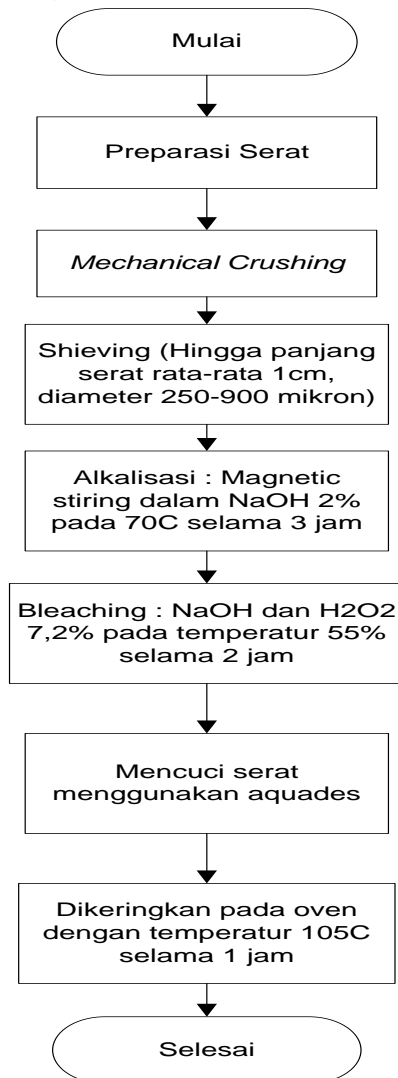 Mulai
Preparasi Serat
Mechanical Crushing
Shieving (Hingga panjang
serat rata-rata 1cm,
diameter 250-900 mikron)
Alkalisasi : Magnetic
stiring dalam NaOH 2%
pada 70C selama 3 jam
Bleaching : NaOH dan H2O2
7,2% pada temperatur 55%
selama 2 jam
Mencuci serat
menggunakan aquades
Dikeringkan pada oven
dengan temperatur 105C
selama 1 jam
Selesai